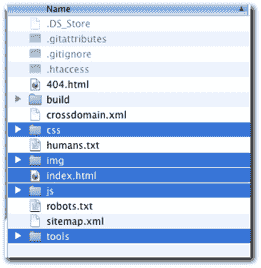 Name
.DS_Store
.gitattributes
.gitignore
.htaccess
404.html
build
crossdomain.xml
css
humans.txt
img
index.html
js
robots.txt
sitemap.xml
tools